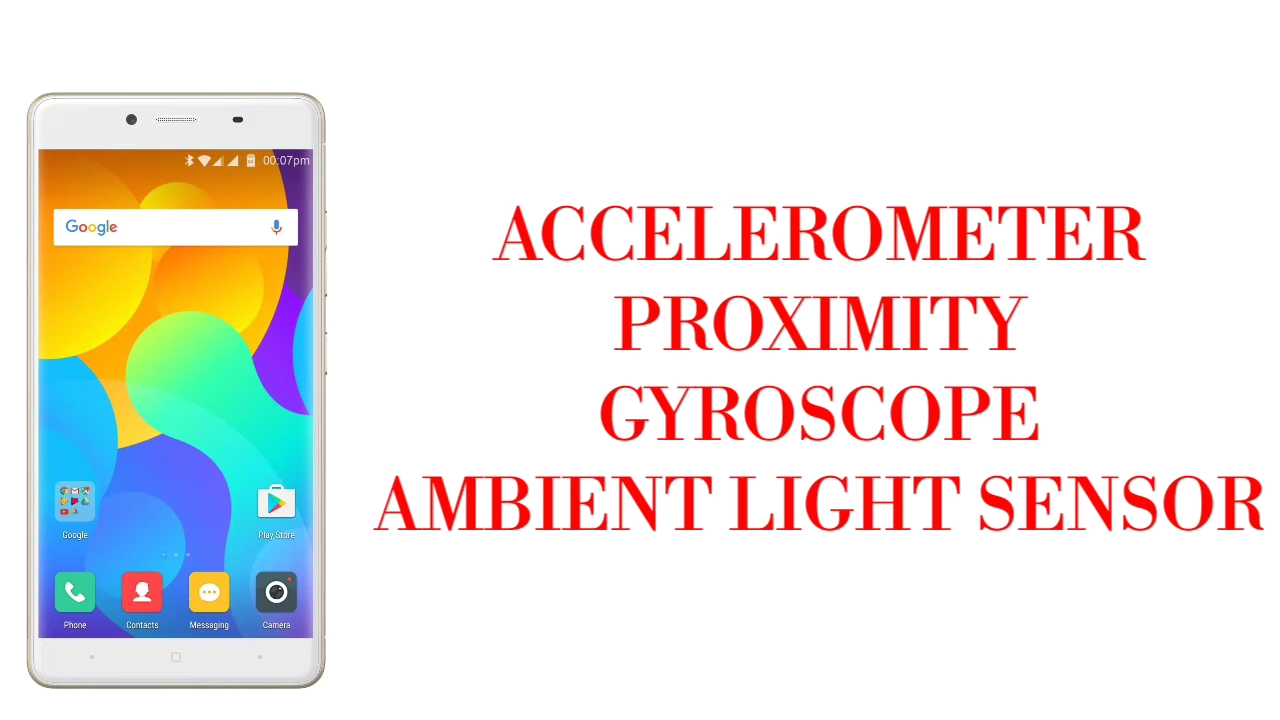 00:07pm
Google
ACCELEROMETER
PROXIMITY
GYROSCOPE
AMBIENT LIGHT SENSOR
Google
Play Store
Phone
Contacts
Messaging
Camera